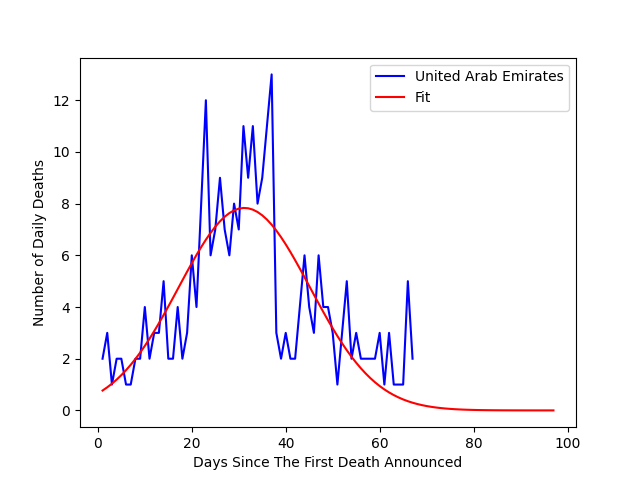 United Arab Emirates
Fit
Number of Daily Deaths
12
10
8
6
4
2
0
0 20 40 60 80 100
Days Since The First Death Announced